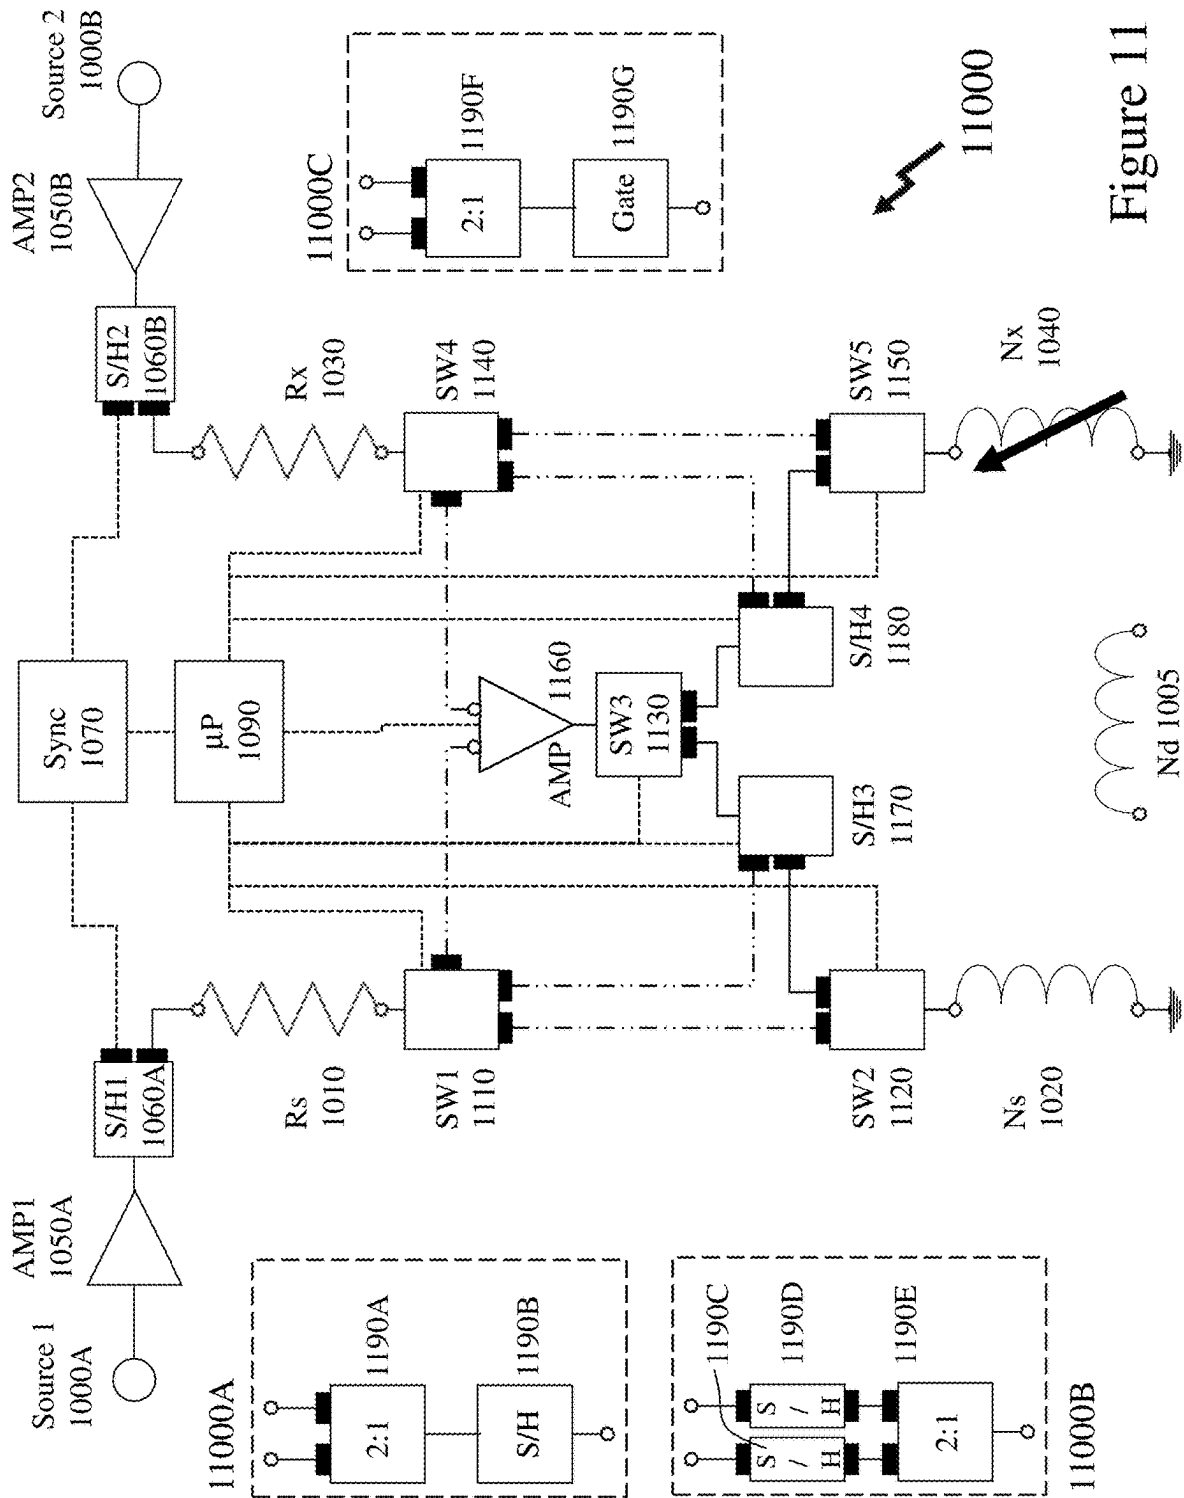 Source 1
1000A
AMP1
1050A
S/H1
1060A
Sync
1070
S/H2
1060B
AMP2
1050B
Source 2
1000B
µP
1090
Rs
1010
Rx
1030
SW1
1110
AMP
1160
SW4
1140
SW3
1130
SW2
1120
S/H3
1170
S/H4
1180
SW5
1150
Ns
1020
Nd 1005
Nx
1040
11000A
2:1
1190A
S/H
1190B
11000B
1190C
S
/
H
S
/
H
1190D
2:1
1190E
11000C
2:1
1190F
Gate
1190G
11000
Figure 11